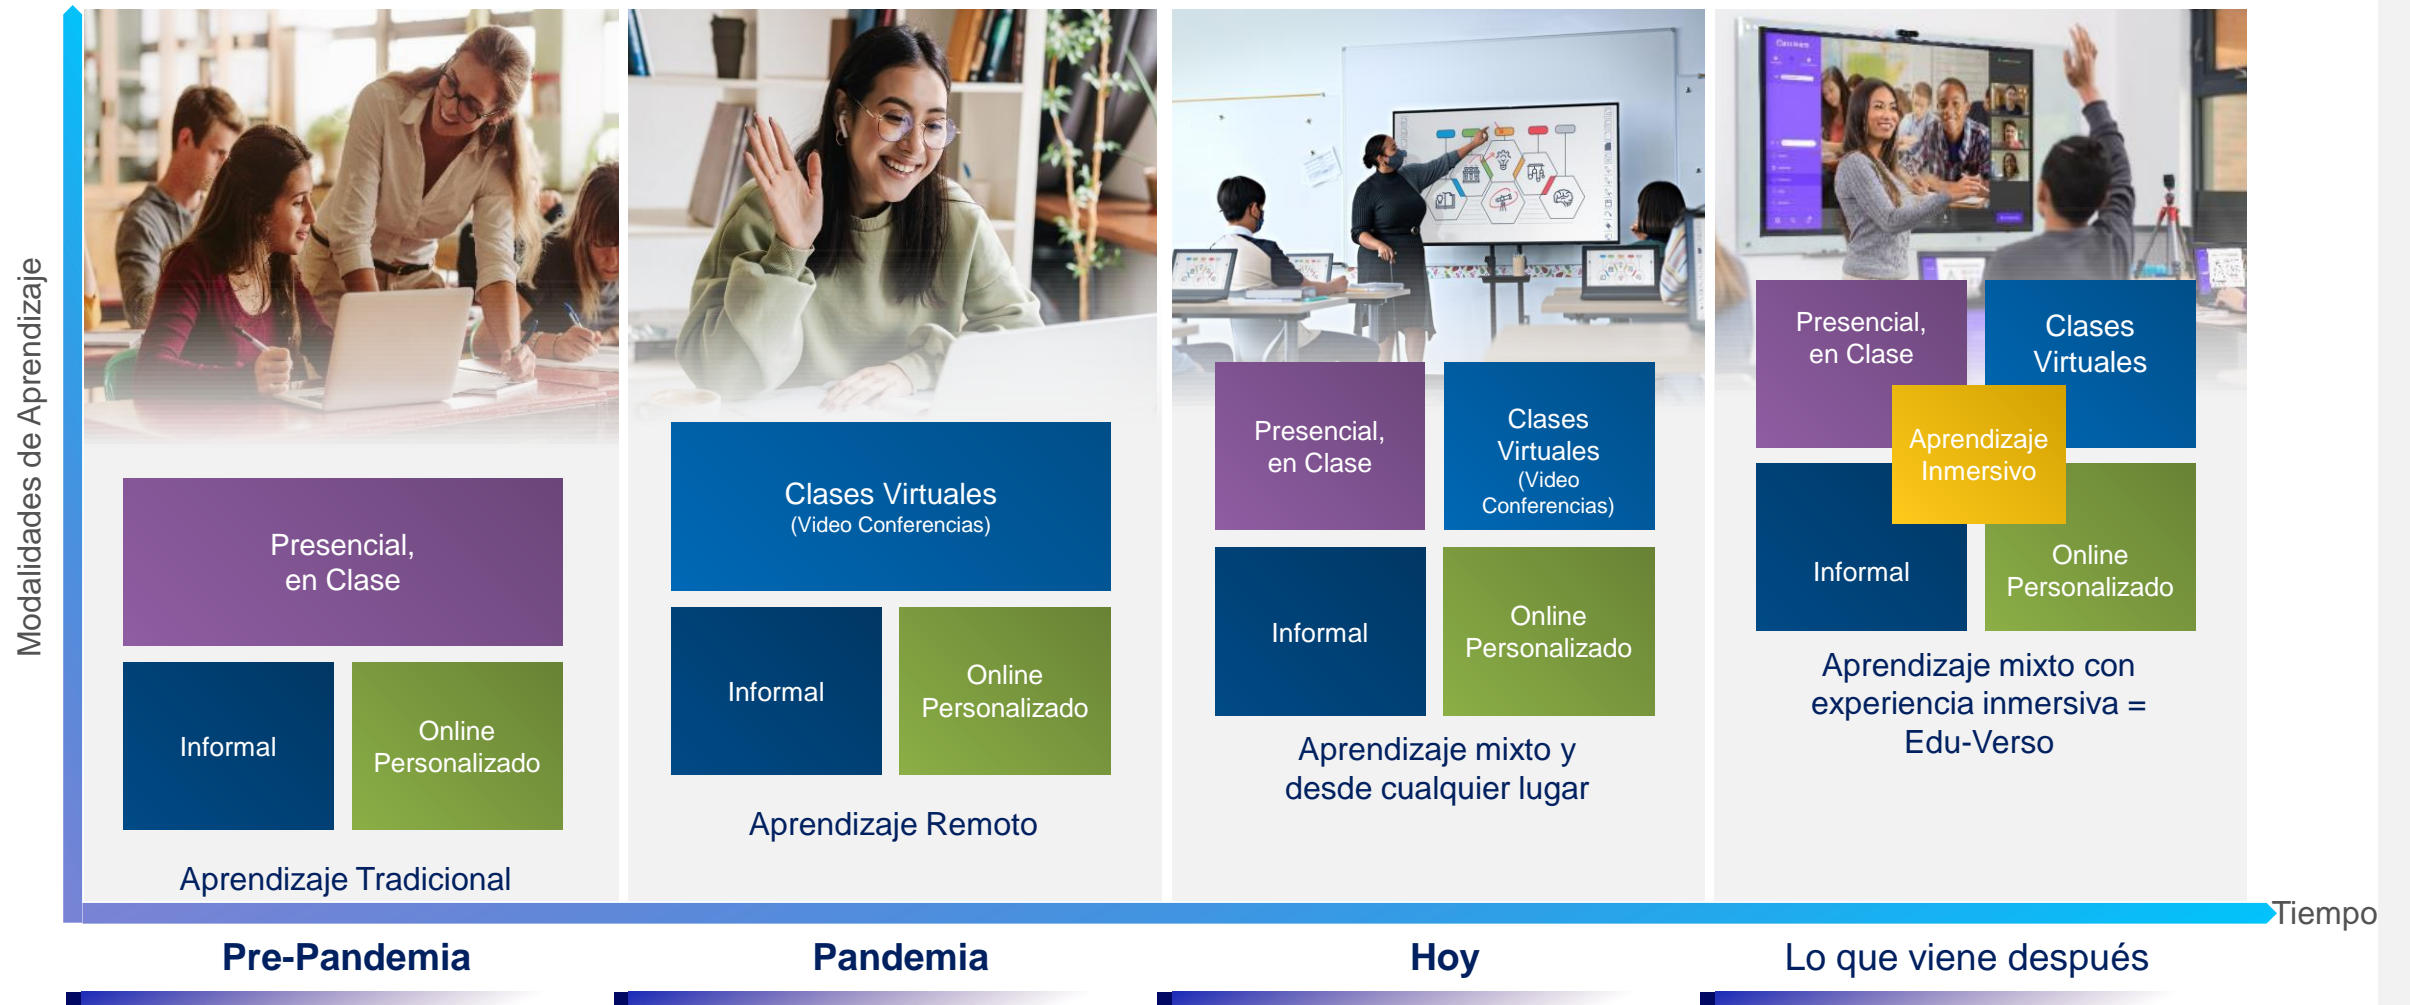 Modalidades de Aprendizaje
Presencial,
en Clase
Informal
Online
Personalizado
Aprendizaje Tradicional
Clases Virtuales
(Video Conferencias)
Informal
Online
Personalizado
Aprendizaje Remoto
Presencial,
en Clase
Clases
Virtuales
(Video
Conferencias)
Informal
Online
Personalizado
Aprendizaje mixto y
desde cualquier lugar
Presencial,
en Clase
Clases
Virtuales
Aprendizaje
Inmersivo
Informal
Online
Personalizado
Aprendizaje mixto con
experiencia inmersiva =
Edu-Verso
Tiempo
Pre-Pandemia
Pandemia
Hoy
Lo que viene después